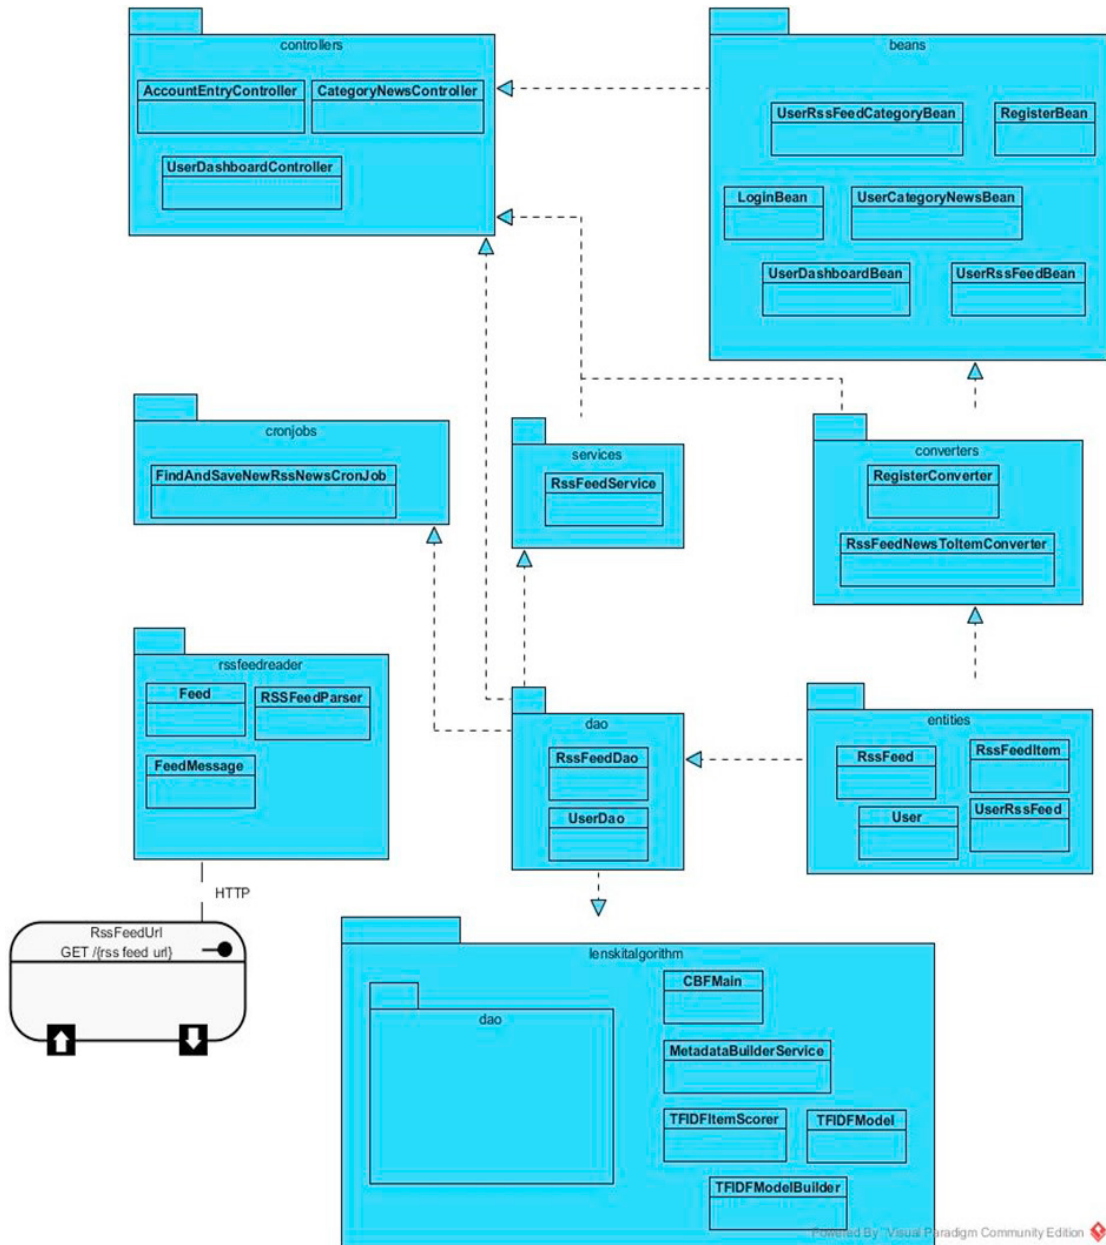 controllers
AccountEntryController
CategoryNewsController
UserDashboardController
beans
UserRssFeedCategoryBean
RegisterBean
LoginBean
UserCategoryNewsBean
UserDashboardBean
UserRssFeedBean
cronjobs
FindAndSaveNewRssNewsCronJob
services
RssFeedService
converters
RegisterConverter
RssFeedNewsToItemConverter
rssfeedreader
Feed
RSSFeedParser
FeedMessage
dao
RssFeedDao
UserDao
entities
RssFeed
RssFeedItem
User
UserRssFeed
HTTP
RssFeedUrl
GET /{rss feed url}
lenskitalgorithm
dao
CBFMain
MetadataBuilderService
TFIDFItemScorer
TFIDFModel
TFIDFModelBuilder
Powered By Visual Paradigm Community Edition